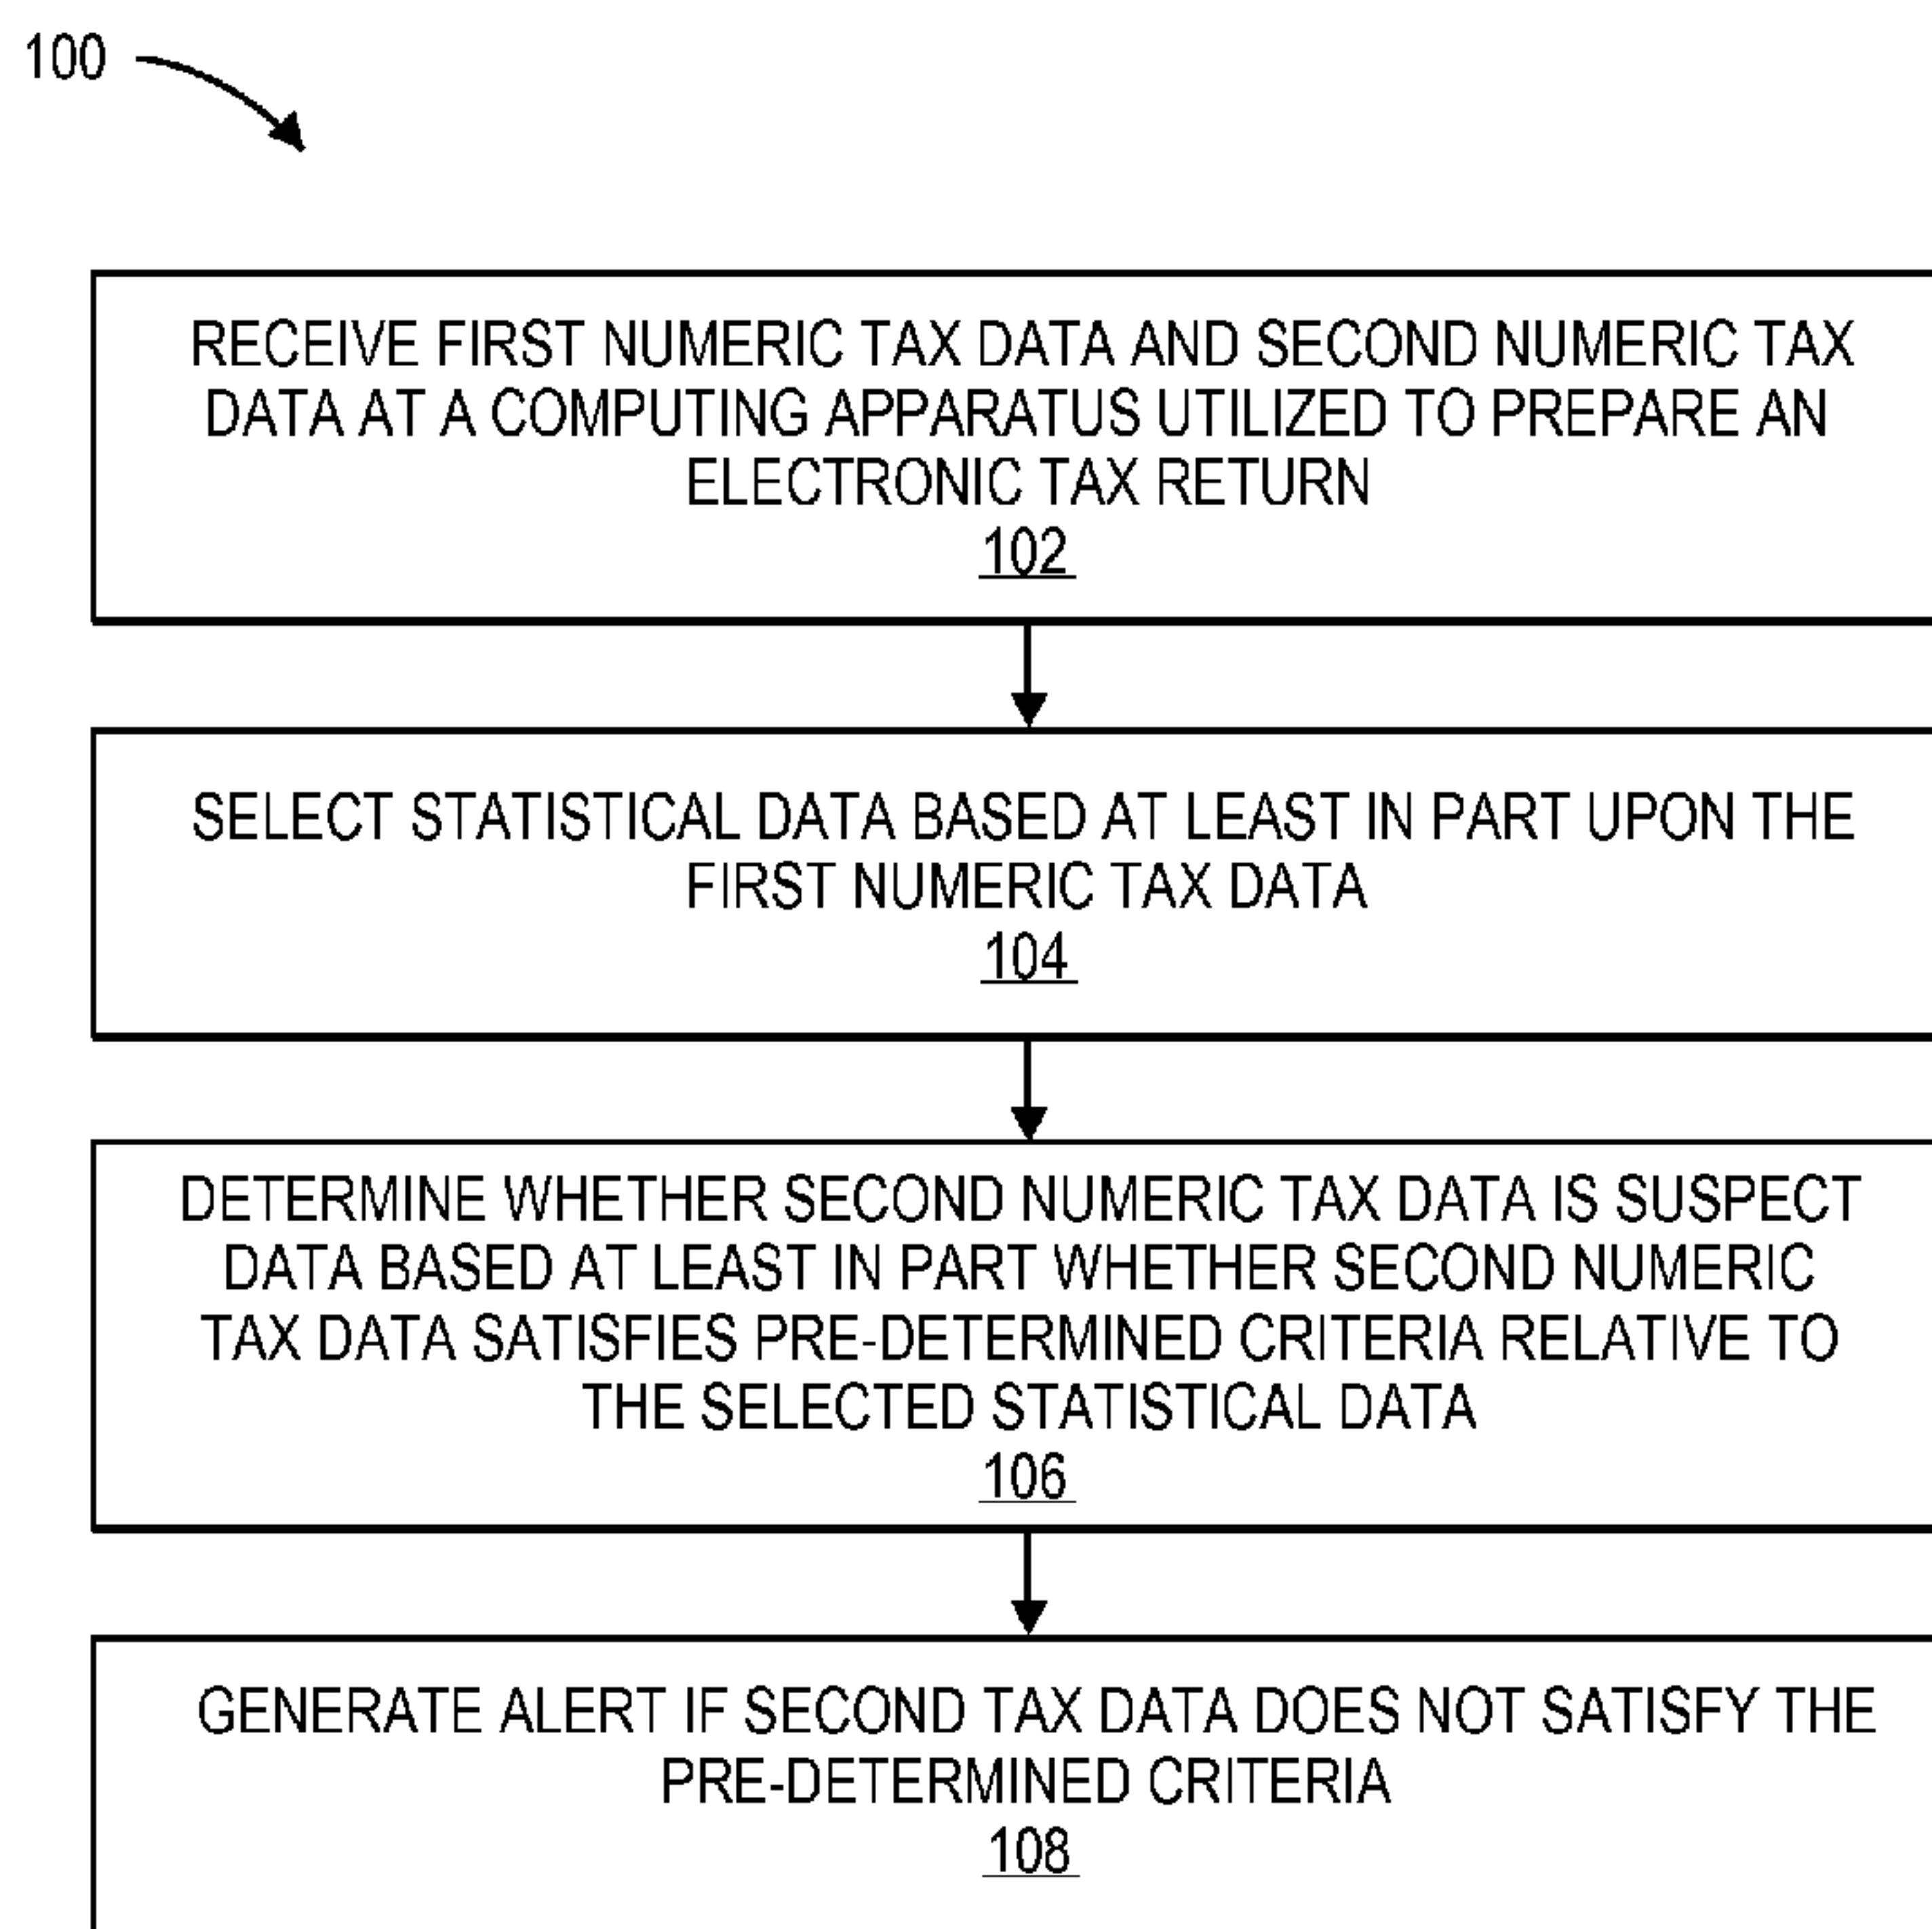 100
RECEIVE FIRST NUMERIC TAX DATA AND SECOND NUMERIC TAX
DATA AT A COMPUTING APPARATUS UTILIZED TO PREPARE AN
ELECTRONIC TAX RETURN
102
SELECT STATISTICAL DATA BASED AT LEAST IN PART UPON THE
FIRST NUMERIC TAX DATA
104
DETERMINE WHETHER SECOND NUMERIC TAX DATA IS SUSPECT
DATA BASED AT LEAST IN PART WHETHER SECOND NUMERIC
TAX DATA SATISFIES PRE-DETERMINED CRITERIA RELATIVE TO
THE SELECTED STATISTICAL DATA
106
GENERATE ALERT IF SECOND TAX DATA DOES NOT SATISFY THE
PRE-DETERMINED CRITERIA
108